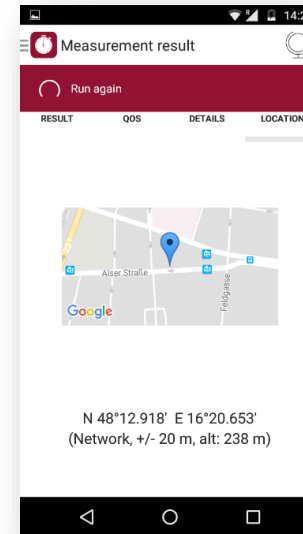 14:2
Measurement result
Run again
RESULT QOS DETAILS LOCATION
Alser Straße
Feldgasse
Google
N 48°12.918' E 16°20.653'
(Network, +/- 20 m, alt: 238 m)